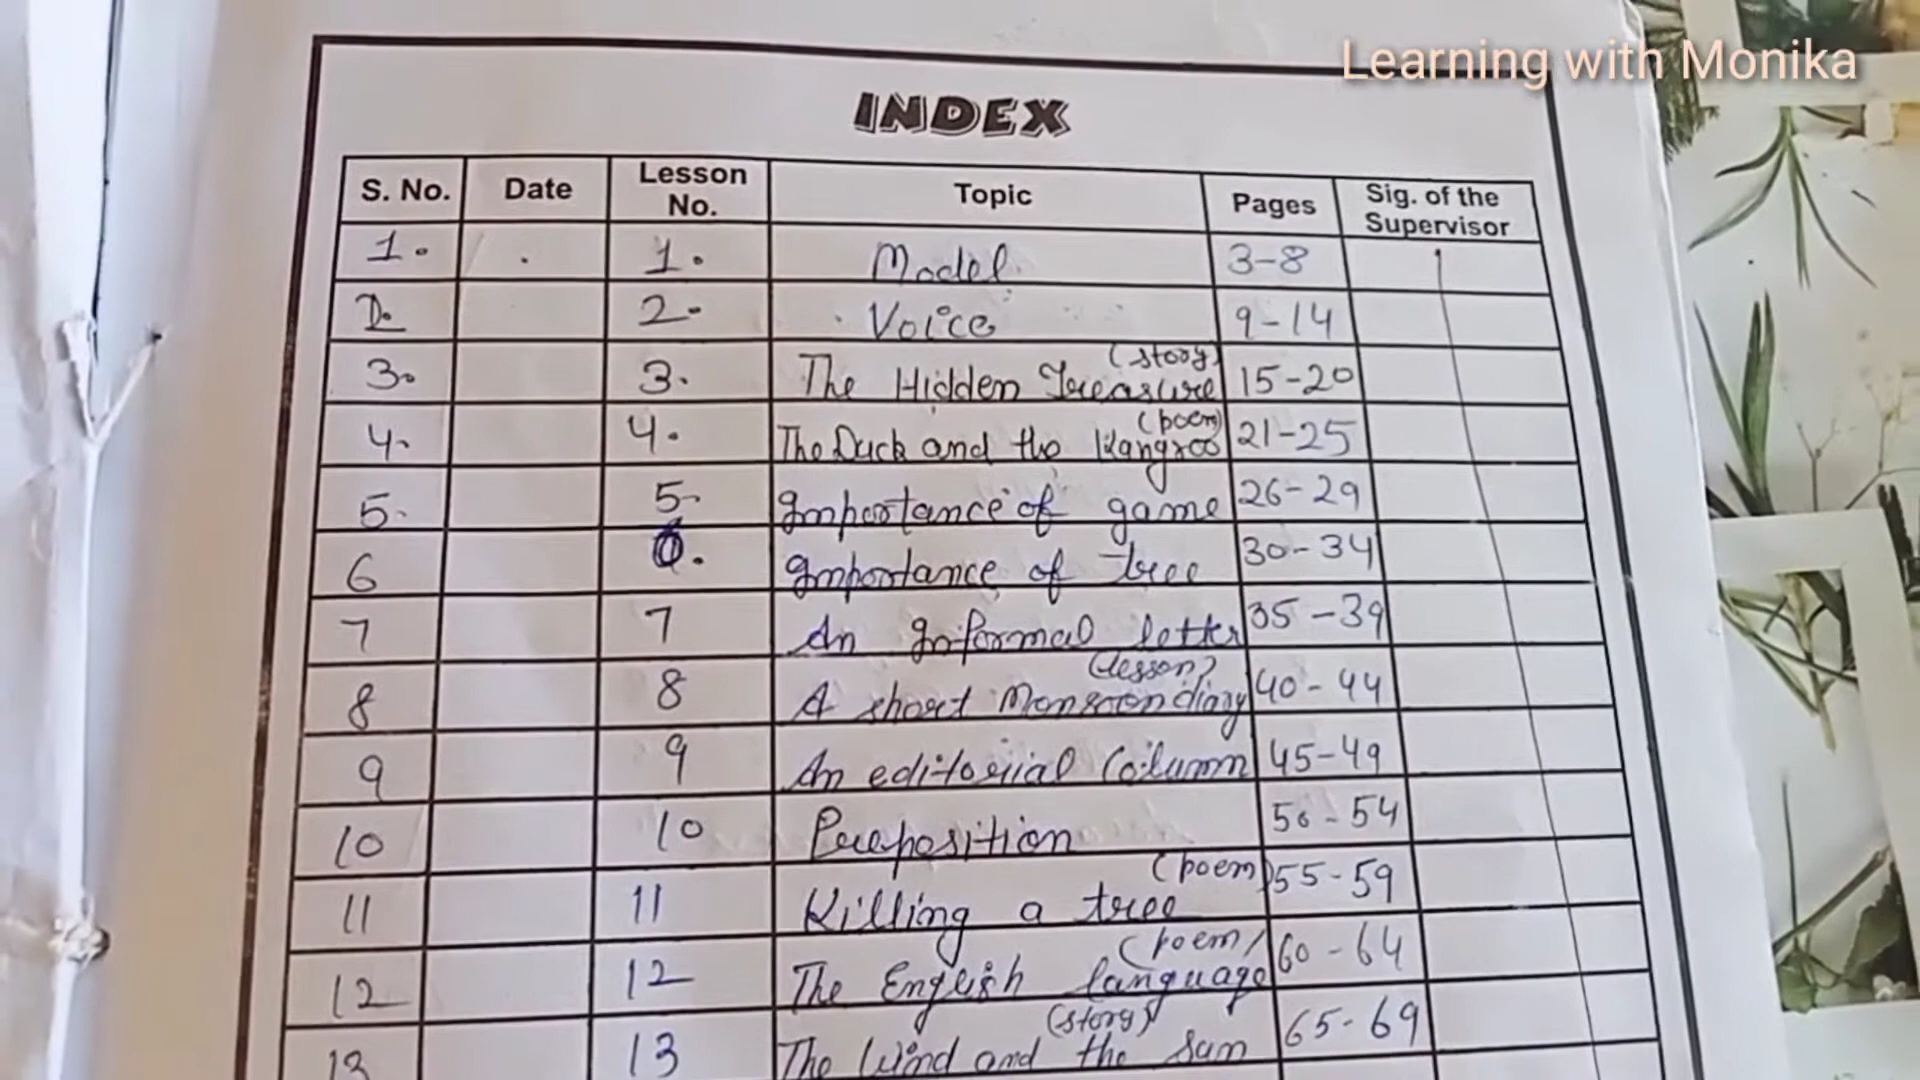 Learning with Monika
INDEX
S. No. Date Lesson No. Topic Pages Sig. of the Supervisor
1. 1. Model 3-8
2. 2. Voice 9-14
3. 3. The Hidden Treasure (story) 15-20
4. 4. The Duck and the Kangroo (poem) 21-25
5. 5. Importance of game 26-29
6 6. Importance of tree 30-34
7 7 An informal letter 35-39
8 8 A short Monsoon diary (lesson) 40-44
9 9 An editorial Column 45-49
10 10 Preposition 50-54
11 11 Killing a tree (poem) 55-59
12 12 The English language (poem) 60-64
13 13 The Wind and the Sun (story) 65-69